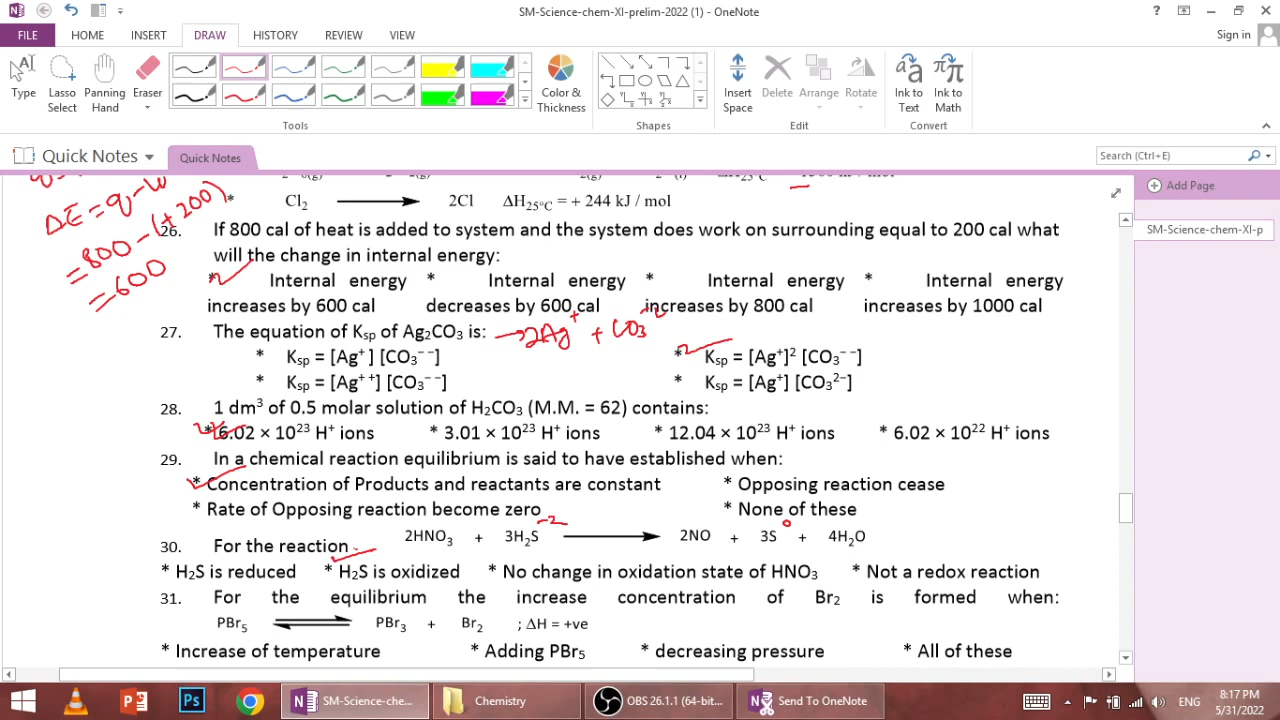 SM-Science-chem-XI-prelim-2022 (1) - OneNote
FILE HOME INSERT DRAW HISTORY REVIEW VIEW Sign in
Type Lasso Select Panning Hand Eraser Color & Thickness Insert Space Delete Arrange Rotate Ink to Text Ink to Math
Tools Shapes Edit Convert
Quick Notes Quick Notes Search (Ctrl+E)
Add Page
SM-Science-chem-XI-p
ΔE = q - W
= 800 - (+200)
= 600
* Cl₂ ⟶ 2Cl ΔH₂₅°C = + 244 kJ / mol
26. If 800 cal of heat is added to system and the system does work on surrounding equal to 200 cal what
will the change in internal energy:
* Internal energy * Internal energy * Internal energy * Internal energy
increases by 600 cal decreases by 600 cal increases by 800 cal increases by 1000 cal
27. The equation of Kₛₚ of Ag₂CO₃ is: → 2Ag⁺ + CO₃⁻²
* Kₛₚ = [Ag⁺] [CO₃⁻ ⁻] * Kₛₚ = [Ag⁺]² [CO₃⁻ ⁻]
* Kₛₚ = [Ag⁺ ⁺] [CO₃⁻ ⁻] * Kₛₚ = [Ag⁺] [CO₃²⁻]
28. 1 dm³ of 0.5 molar solution of H₂CO₃ (M.M. = 62) contains:
* 6.02 × 10²³ H⁺ ions * 3.01 × 10²³ H⁺ ions * 12.04 × 10²³ H⁺ ions * 6.02 × 10²² H⁺ ions
29. In a chemical reaction equilibrium is said to have established when:
* Concentration of Products and reactants are constant * Opposing reaction cease
* Rate of Opposing reaction become zero * None of these
-2 0
30. For the reaction 2HNO₃ + 3H₂S ⟶ 2NO + 3S + 4H₂O
* H₂S is reduced * H₂S is oxidized * No change in oxidation state of HNO₃ * Not a redox reaction
31. For the equilibrium the increase concentration of Br₂ is formed when:
PBr₅ ⇌ PBr₃ + Br₂ ; ΔH = +ve
* Increase of temperature * Adding PBr₅ * decreasing pressure * All of these
SM-Science-che... Chemistry OBS 26.1.1 (64-bit... Send To OneNote ENG 8:17 PM
5/31/2022